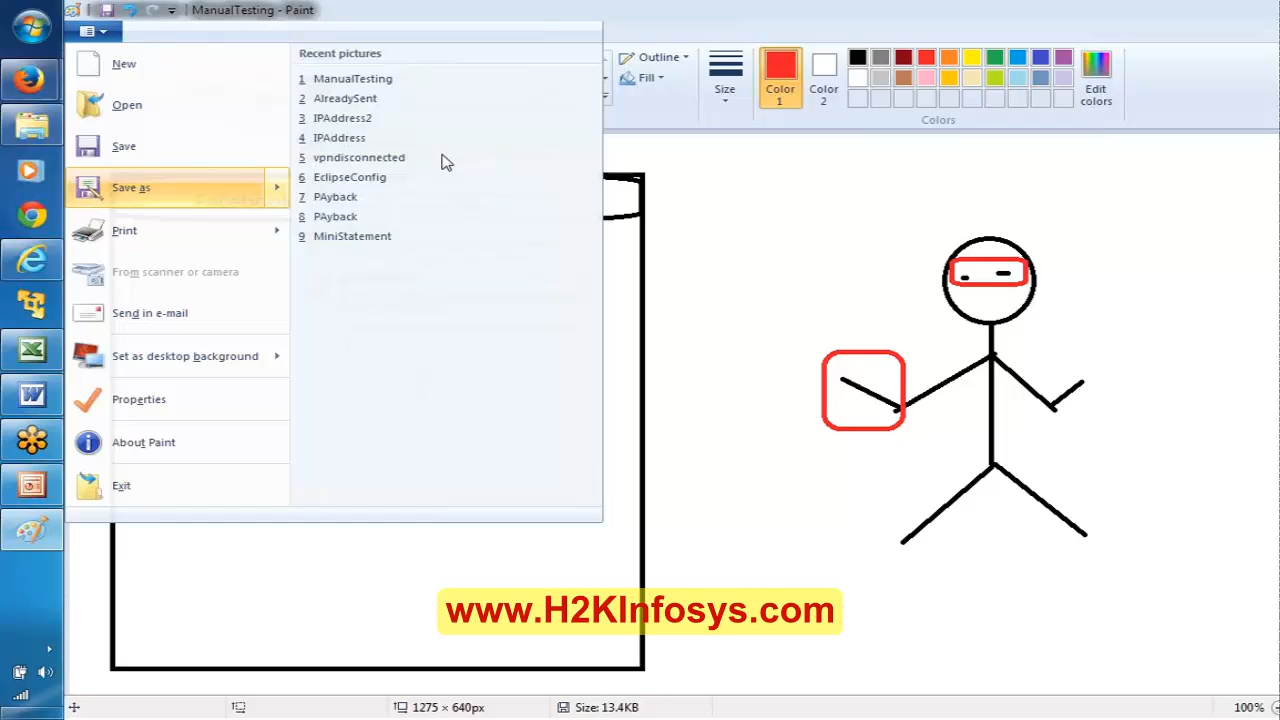 ManualTesting - Paint
New
Open
Save
Save as
Print
From scanner or camera
Send in e-mail
Set as desktop background
Properties
About Paint
Exit
Recent pictures
1 ManualTesting
2 AlreadySent
3 IPAddress2
4 IPAddress
5 vpndisconnected
6 EclipseConfig
7 PAyback
8 PAyback
9 MiniStatement
Outline
Fill
Size
Color 1
Color 2
Edit colors
Colors
www.H2KInfosys.com
1275 × 640px
Size: 13.4KB
100%